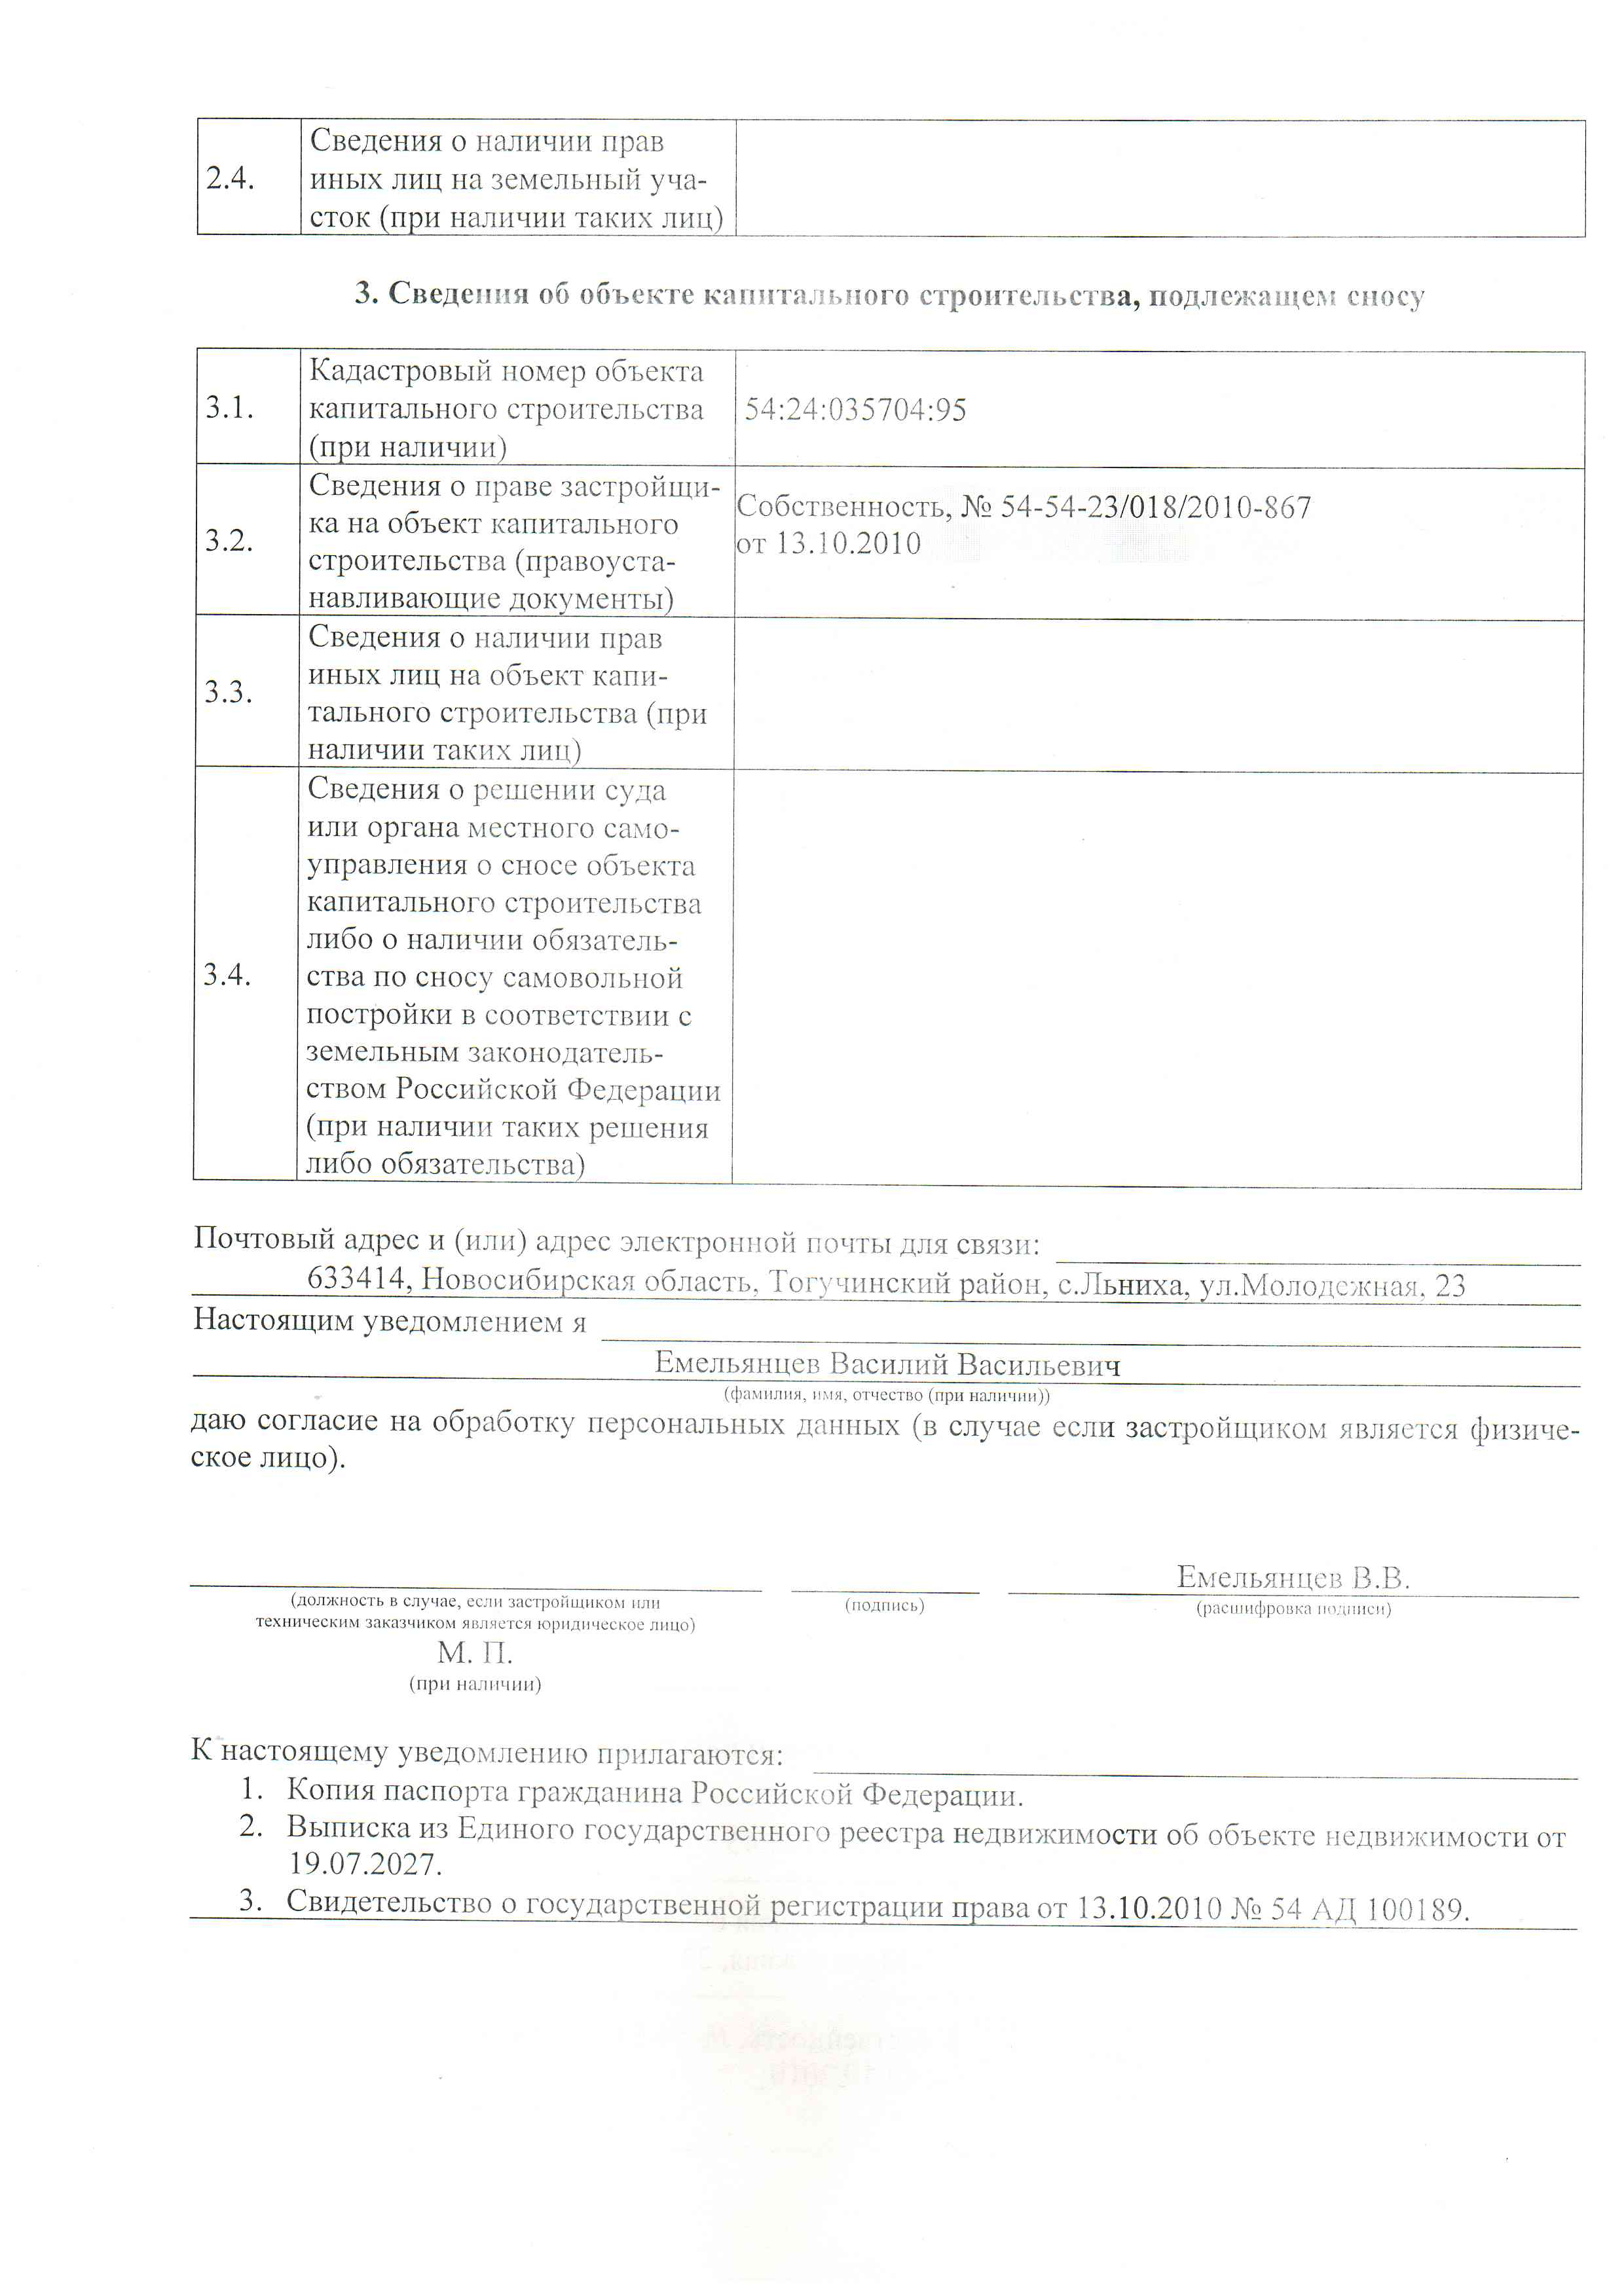 2.4.
Сведения о наличии прав
иных лиц на земельный уча-
сток (при наличии таких лиц)
3. Сведения об объекте капитального строительства, подлежащем сносу
3.1.
Кадастровый номер объекта
капитального строительства
(при наличии)
54:24:035704:95
3.2.
Сведения о праве застройщи-
ка на объект капитального
строительства (правоуста-
навливающие документы)
Собственность, № 54-54-23/018/2010-867
от 13.10.2010
3.3.
Сведения о наличии прав
иных лиц на объект капи-
тального строительства (при
наличии таких лиц)
3.4.
Сведения о решении суда
или органа местного само-
управления о сносе объекта
капитального строительства
либо о наличии обязатель-
ства по сносу самовольной
постройки в соответствии с
земельным законодатель-
ством Российской Федерации
(при наличии таких решения
либо обязательства)
Почтовый адрес и (или) адрес электронной почты для связи:
633414, Новосибирская область, Тогучинский район, с.Льниха, ул.Молодежная, 23
Настоящим уведомлением я
Емельянцев Василий Васильевич
(фамилия, имя, отчество (при наличии))
даю согласие на обработку персональных данных (в случае если застройщиком является физиче-
ское лицо).
Емельянцев В.В.
(должность в случае, если застройщиком или
техническим заказчиком является юридическое лицо)
(подпись)
(расшифровка подписи)
М. П.
(при наличии)
К настоящему уведомлению прилагаются:
1. Копия паспорта гражданина Российской Федерации.
2. Выписка из Единого государственного реестра недвижимости об объекте недвижимости от
19.07.2027.
3. Свидетельство о государственной регистрации права от 13.10.2010 № 54 АД 100189.